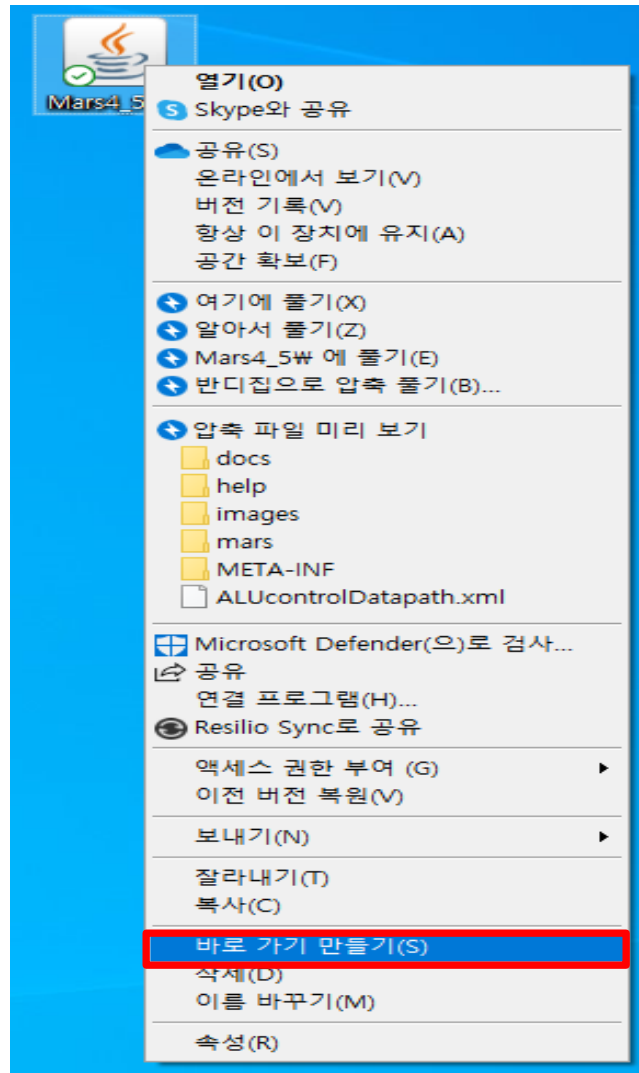 Mars4_5
열기(O)
Skype와 공유
공유(S)
온라인에서 보기(V)
버전 기록(V)
항상 이 장치에 유지(A)
공간 확보(F)
여기에 풀기(X)
알아서 풀기(Z)
Mars4_5₩ 에 풀기(E)
반디집으로 압축 풀기(B)...
압축 파일 미리 보기
docs
help
images
mars
META-INF
ALUcontrolDatapath.xml
Microsoft Defender(으)로 검사...
공유
연결 프로그램(H)...
Resilio Sync로 공유
액세스 권한 부여 (G)
이전 버전 복원(V)
보내기(N)
잘라내기(T)
복사(C)
바로 가기 만들기(S)
삭제(D)
이름 바꾸기(M)
속성(R)